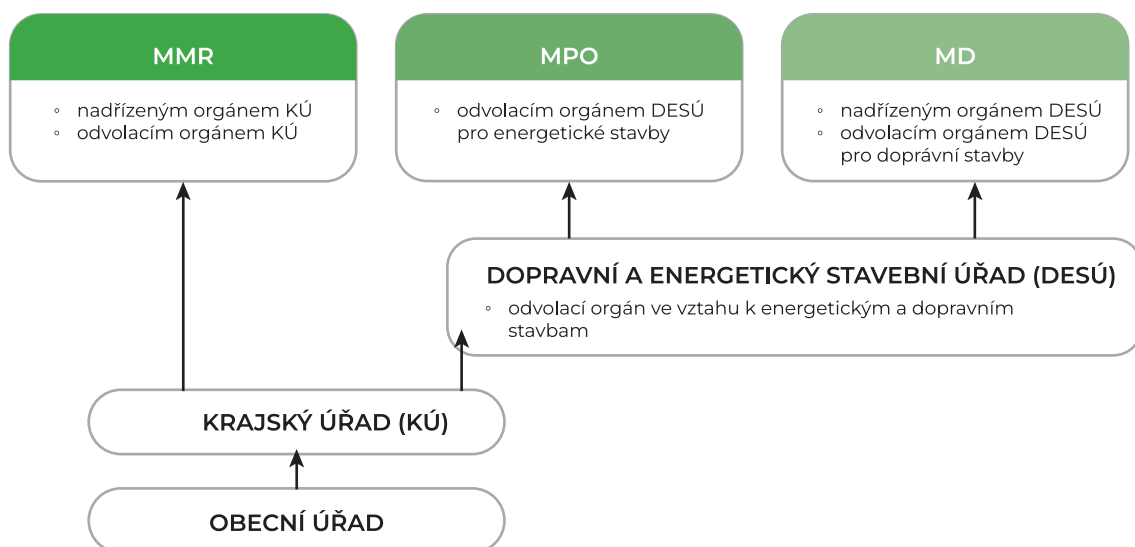 MMR
◦ nadřízeným orgánem KÚ
◦ odvolacím orgánem KÚ
MPO
◦ odvolacím orgánem DESÚ
pro energetické stavby
MD
◦ nadřízeným orgánem DESÚ
◦ odvolacím orgánem DESÚ
pro doprávní stavby
DOPRAVNÍ A ENERGETICKÝ STAVEBNÍ ÚŘAD (DESÚ)
◦ odvolací orgán ve vztahu k energetickým a dopravním
stavbam
KRAJSKÝ ÚŘAD (KÚ)
OBECNÍ ÚŘAD